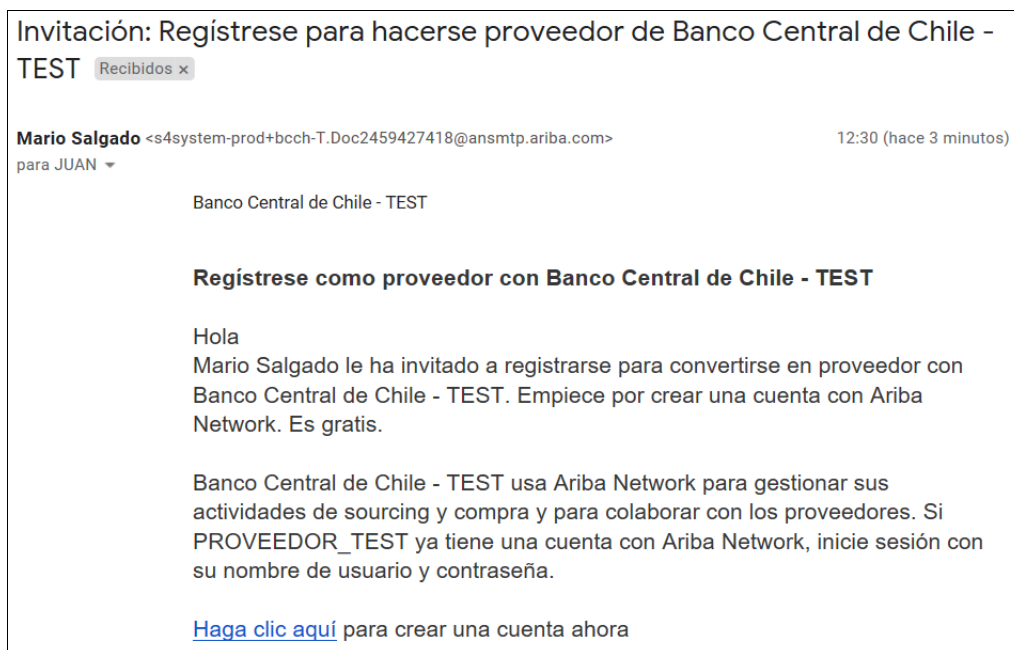 Invitación: Regístrese para hacerse proveedor de Banco Central de Chile -
TEST Recibidos x
Mario Salgado <s4system-prod+bcch-T.Doc2459427418@ansmtp.ariba.com> 12:30 (hace 3 minutos)
para JUAN
Banco Central de Chile - TEST
Regístrese como proveedor con Banco Central de Chile - TEST
Hola
Mario Salgado le ha invitado a registrarse para convertirse en proveedor con
Banco Central de Chile - TEST. Empiece por crear una cuenta con Ariba
Network. Es gratis.
Banco Central de Chile - TEST usa Ariba Network para gestionar sus
actividades de sourcing y compra y para colaborar con los proveedores. Si
PROVEEDOR_TEST ya tiene una cuenta con Ariba Network, inicie sesión con
su nombre de usuario y contraseña.
Haga clic aquí para crear una cuenta ahora